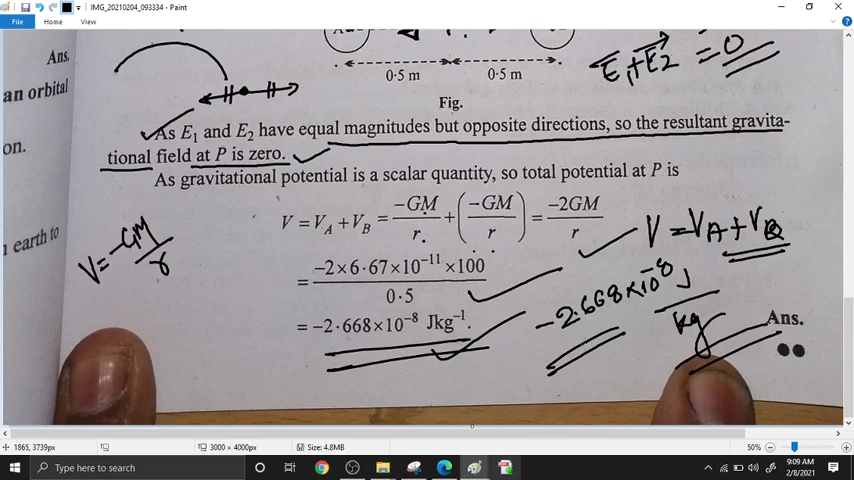 IMG_20210204_093334 - Paint
File Home View
Ans.
an orbital
on.
earth to
0·5 m 0·5 m
E₁+E2 = 0
Fig.
As E₁ and E₂ have equal magnitudes but opposite directions, so the resultant gravita-
tional field at P is zero.
As gravitational potential is a scalar quantity, so total potential at P is
V = V_A + V_B = -GM/r + (-GM/r) = -2GM/r
V = -GM/r
V = VA + VB
= -2×6·67×10⁻¹¹×100/0·5
= -2·668×10⁻⁸ Jkg⁻¹.
-2.668×10⁻⁸ J/kg
Ans.
1865, 3739px 3000 × 4000px Size: 4.8MB 50%
Type here to search
9:09 AM
2/8/2021